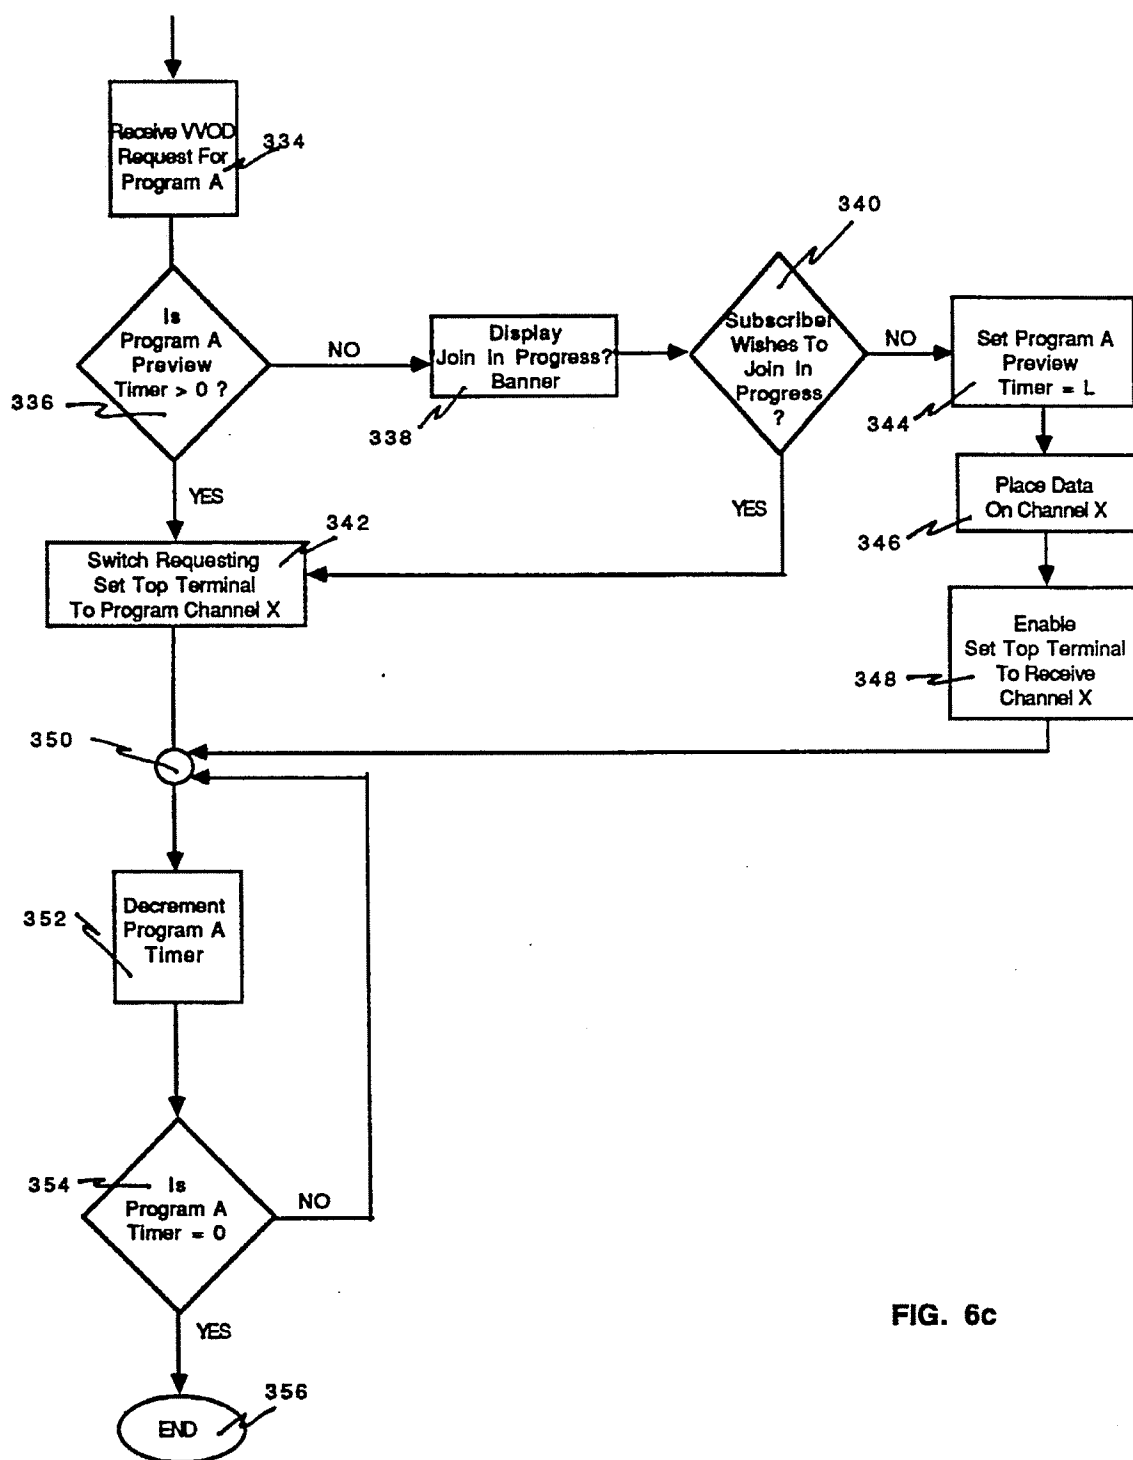 Receive VVOD
Request For
Program A
334
Is
Program A
Preview
Timer > 0 ?
336
NO
YES
Display
Join In Progress?
Banner
338
340
Subscriber
Wishes To
Join In
Progress
?
NO
YES
Set Program A
Preview
Timer = L
344
Place Data
On Channel X
346
Enable
Set Top Terminal
To Receive
Channel X
348
342
Switch Requesting
Set Top Terminal
To Program Channel X
350
Decrement
Program A
Timer
352
354
Is
Program A
Timer = 0
NO
YES
END
356
FIG. 6c